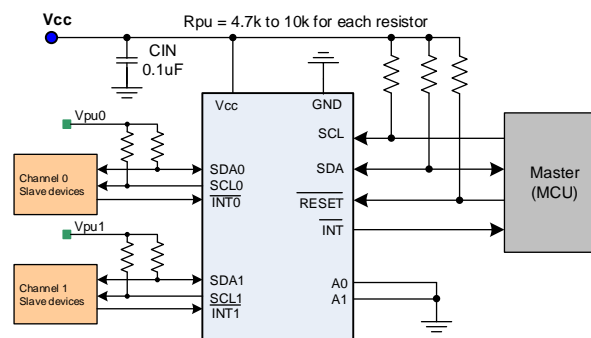 Vcc
Rpu = 4.7k to 10k for each resistor
CIN
0.1uF
Vcc
GND
Vpu0
SCL
SDA
RESET
INT
Master
(MCU)
Channel 0
Slave devices
SDA0
SCL0
INT0
Vpu1
Channel 1
Slave devices
SDA1
SCL1
INT1
A0
A1